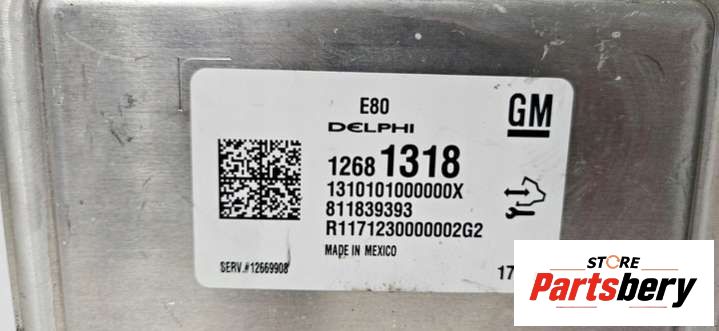 E80
GM
DELPHI
1268 1318
1310101000000X
811839393
R1171230000002G2
MADE IN MEXICO
SERV.#12669908
17
STORE
Partsbery